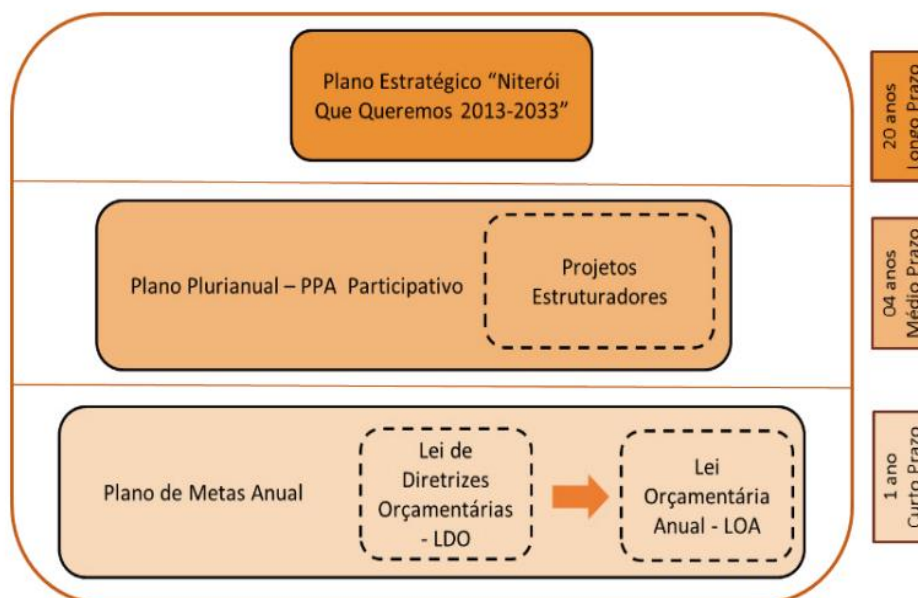 Plano Estratégico “Niterói
Que Queremos 2013-2033”
20 anos
Longo Prazo
Plano Plurianual – PPA Participativo
Projetos
Estruturadores
04 anos
Médio Prazo
Plano de Metas Anual
Lei de
Diretrizes
Orçamentárias
- LDO
Lei
Orçamentária
Anual - LOA
1 ano
Curto Prazo